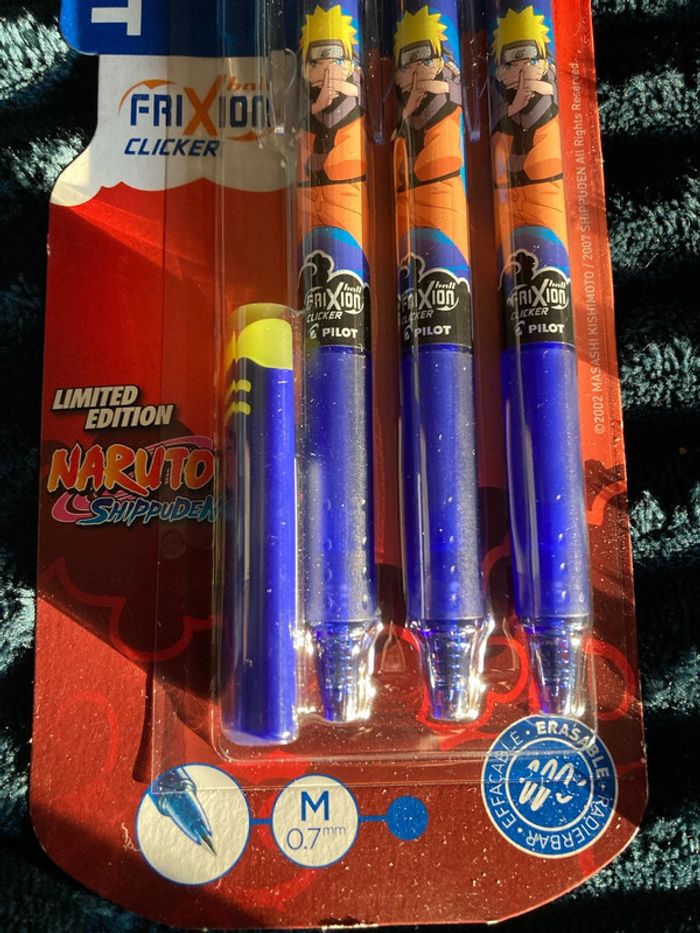 T
ball
FRIXION
CLICKER
ball
FRIXION
CLICKER
PILOT
ball
FRIXION
CLICKER
PILOT
ball
FRIXION
CLICKER
PILOT
©2002 MASASHI KISHIMOTO / 2007 SHIPPUDEN All Rights Reserved
LIMITED
EDITION
NARUTO
SHIPPUDEN
M
0.7mm
ERASABLE · RADIERBAR · EFFAÇABLE ·